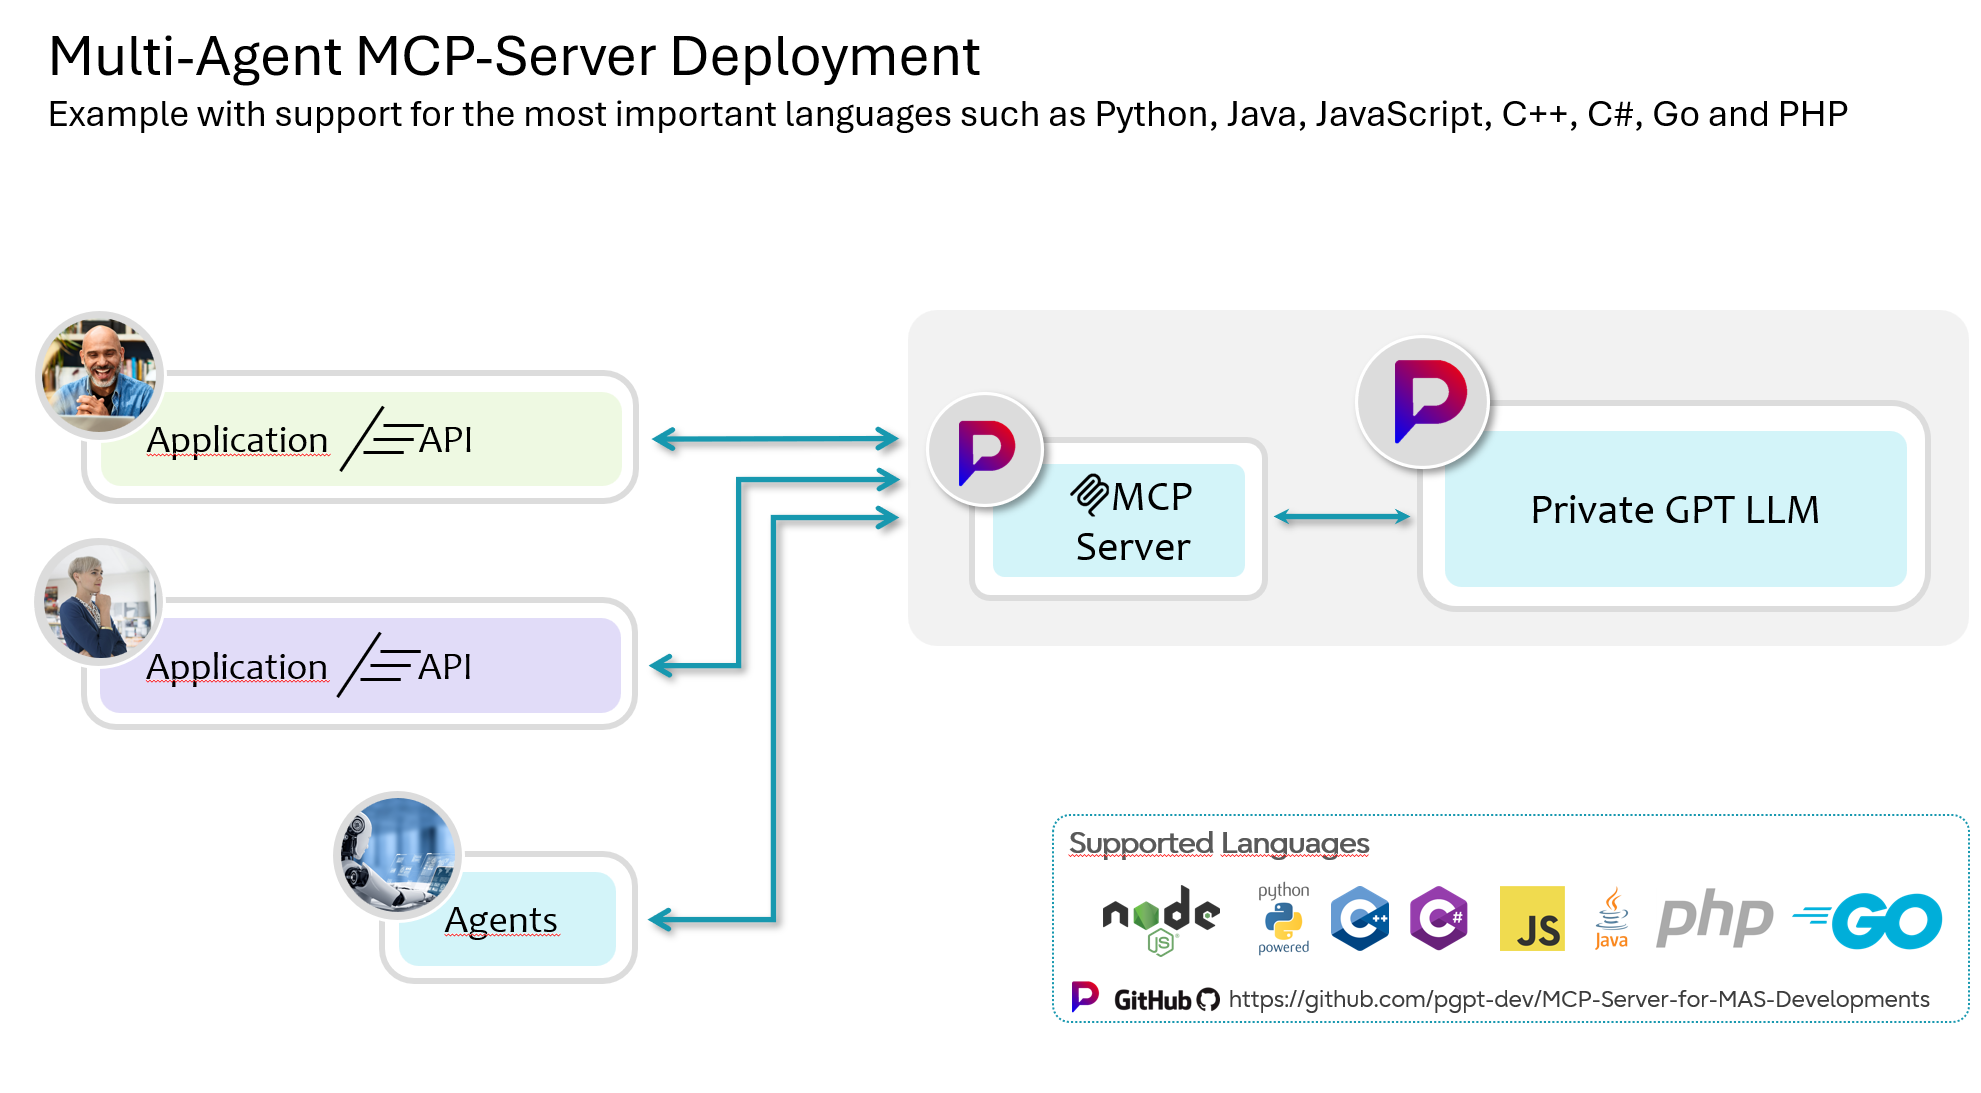 Multi-Agent MCP-Server Deployment
Example with support for the most important languages such as Python, Java, JavaScript, C++, C#, Go and PHP
Application API
Application API
Agents
MCP
Server
Private GPT LLM
Supported Languages
node
JS
python
powered
C++
C#
JS
Java
php
GO
GitHub https://github.com/pgpt-dev/MCP-Server-for-MAS-Developments